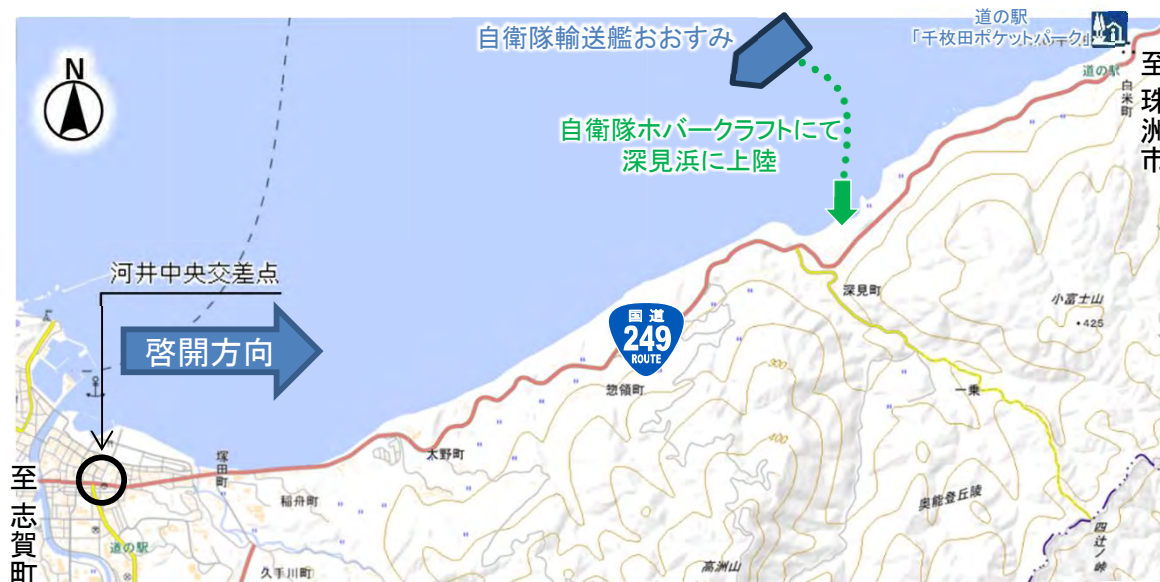 自衛隊輸送艦おおすみ
道の駅
「千枚田ポケットパーク」
道の駅
白米町
至 珠洲市
N
自衛隊ホバークラフトにて
深見浜に上陸
河井中央交差点
啓開方向
国道
249
ROUTE
深見町
小富士山
・425
300
惣領町
一乗
400
大野町
塚田町
至 志賀町
稲舟町
奥能登丘陵
四辻ノ峠
道の駅
久手川町
高洲山